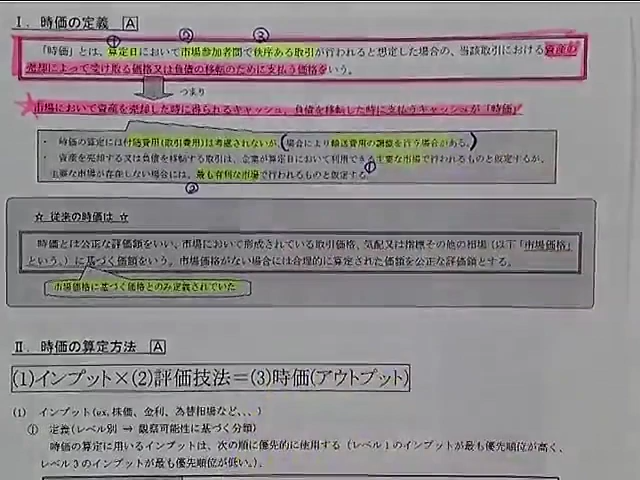 Ⅰ．時価の定義 A
① ② ③
「時価」とは、算定日において市場参加者間で秩序ある取引が行われると想定した場合の、当該取引における資産の
売却によって受け取る価格又は負債の移転のために支払う価格をいう。
つまり
市場において資産を売却した時に得られるキャッシュ、負債を移転した時に支払うキャッシュが「時価」
・ 時価の算定には付随費用(取引費用)は考慮されないが、(場合により輸送費用の調整を行う場合がある。)
・ 資産を売却する又は負債を移転する取引は、企業が算定日において利用できる主要な市場で行われるものと仮定するが、
①
主要な市場が存在しない場合には、最も有利な市場で行われるものと仮定する。
②
☆ 従来の時価は ☆
時価とは公正な評価額をいい、市場において形成されている取引価格、気配又は指標その他の相場（以下「市場価格」
という。）に基づく価額をいう。市場価格がない場合には合理的に算定された価額を公正な評価額とする。
市場価格に基づく価格とのみ定義されていた
Ⅱ．時価の算定方法 A
(1)インプット×(2)評価技法＝(3)時価(アウトプット)
(1) インプット(ex.株価、金利、為替相場など、、、)
① 定義(レベル別 → 観察可能性に基づく分類)
時価の算定に用いるインプットは、次の順に優先的に使用する（レベル1のインプットが最も優先順位が高く、
レベル3のインプットが最も優先順位が低い。）．